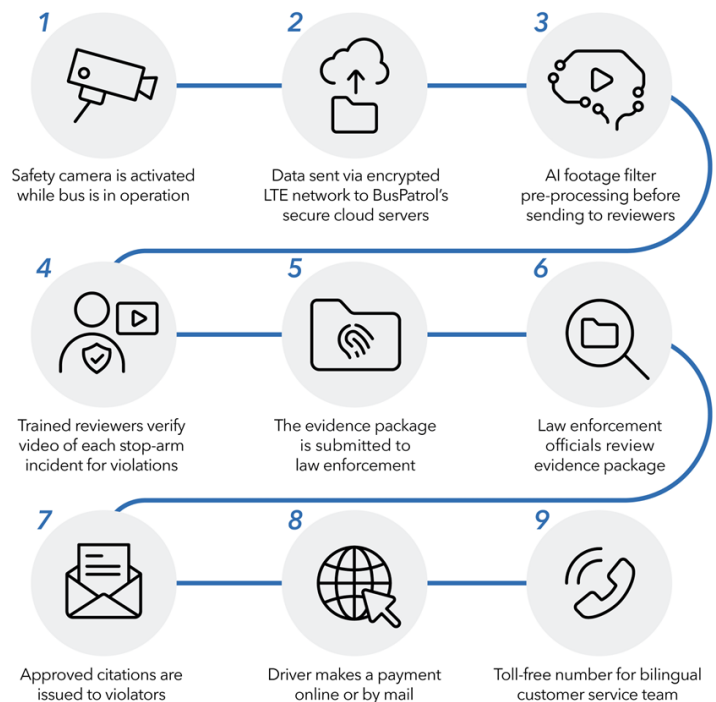 1
Safety camera is activated
while bus is in operation
2
Data sent via encrypted
LTE network to BusPatrol's
secure cloud servers
3
AI footage filter
pre-processing before
sending to reviewers
4
Trained reviewers verify
video of each stop-arm
incident for violations
5
The evidence package
is submitted to
law enforcement
6
Law enforcement
officials review
evidence package
7
Approved citations are
issued to violators
8
Driver makes a payment
online or by mail
9
Toll-free number for bilingual
customer service team